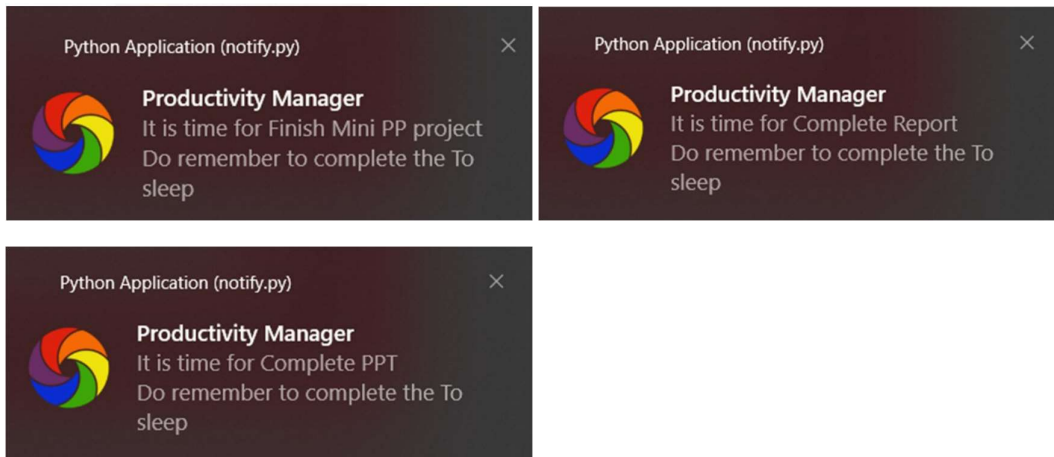 Python Application (notify.py)
Productivity Manager
It is time for Finish Mini PP project
Do remember to complete the To
sleep
Python Application (notify.py)
Productivity Manager
It is time for Complete Report
Do remember to complete the To
sleep
Python Application (notify.py)
Productivity Manager
It is time for Complete PPT
Do remember to complete the To
sleep